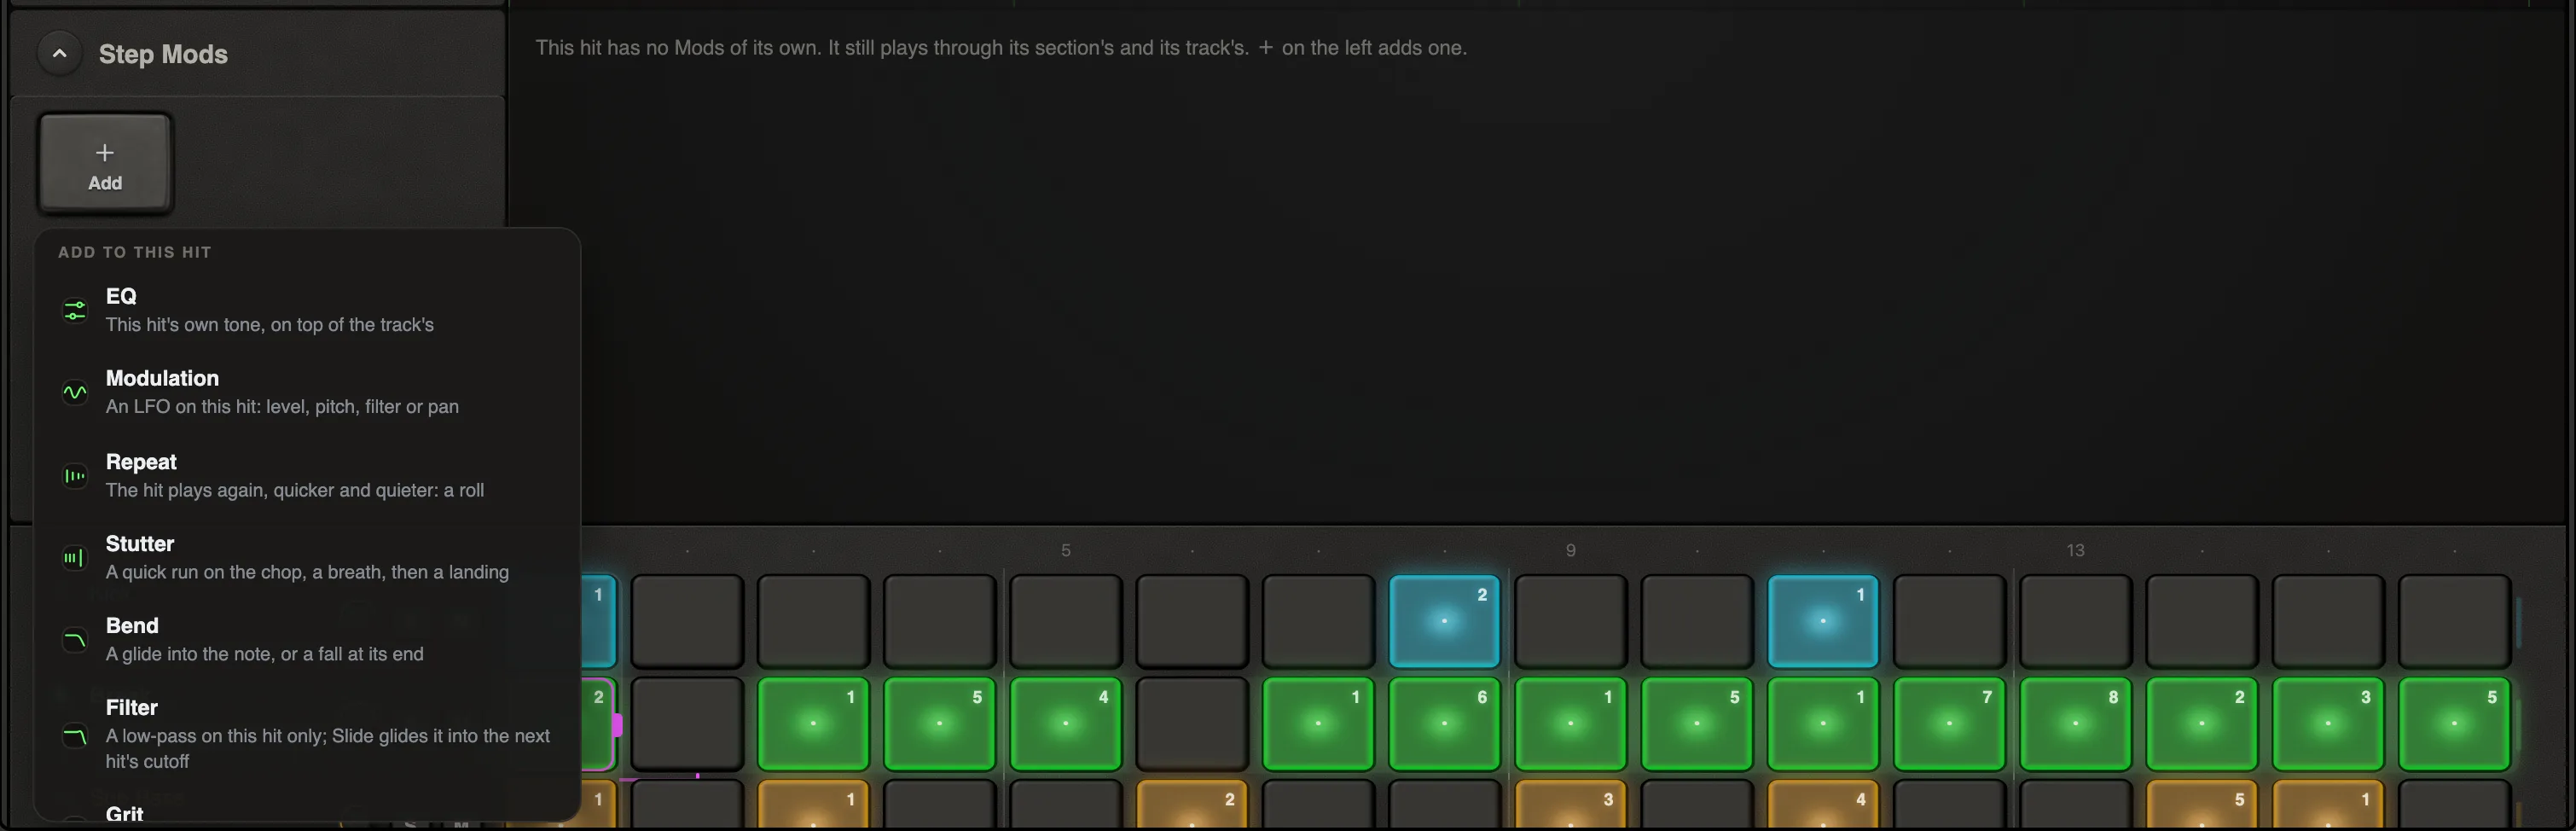 Step Mods
This hit has no Mods of its own. It still plays through its section's and its track's. + on the left adds one.
+
Add
ADD TO THIS HIT
EQ
This hit's own tone, on top of the track's
Modulation
An LFO on this hit: level, pitch, filter or pan
Repeat
The hit plays again, quicker and quieter: a roll
Stutter
A quick run on the chop, a breath, then a landing
Bend
A glide into the note, or a fall at its end
Filter
A low-pass on this hit only; Slide glides it into the next
hit's cutoff
Grit
5 9 13
1 2 1
2 1 5 4 1 6 1 5 1 7 8 2 3 5
1 1 2 3 4 5 1